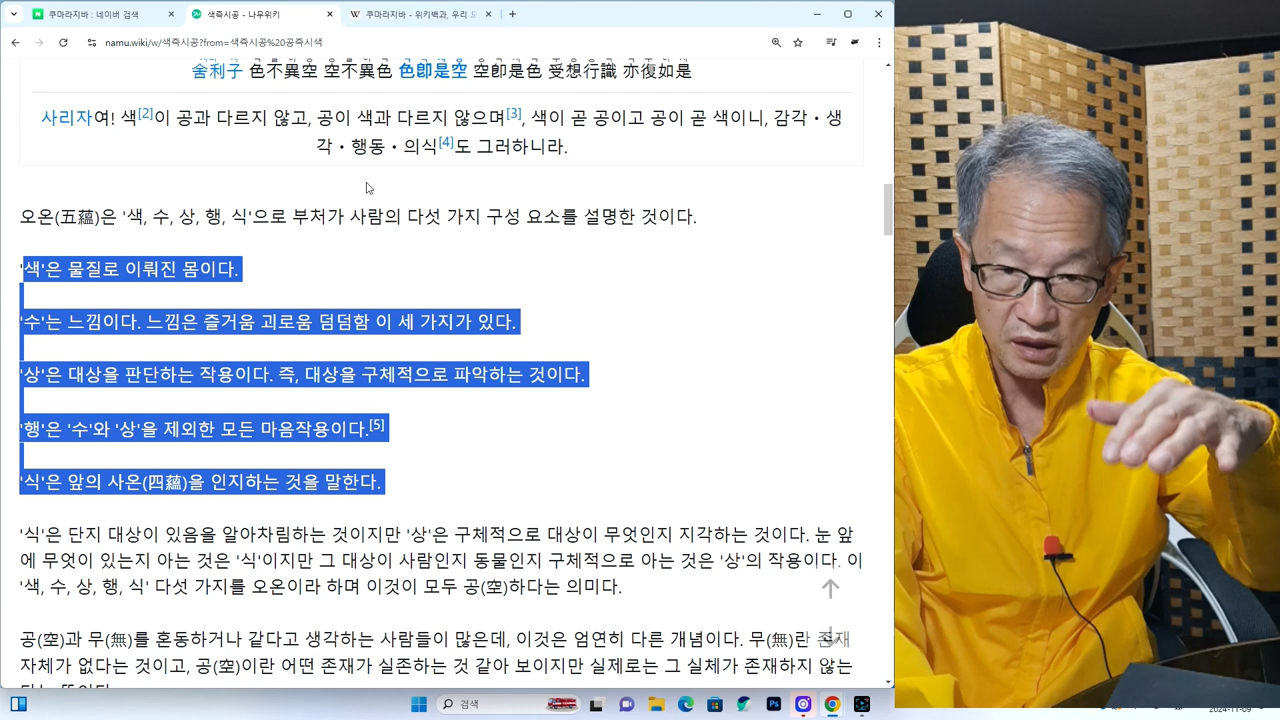 쿠마라지바 : 네이버 검색
색즉시공 - 나무위키
쿠마라지바 - 위키백과, 우리 모
namu.wiki/w/색즉시공?from=색즉시공%20공즉시색
舍利子 色不異空 空不異色 色卽是空 空卽是色 受想行識 亦復如是
사리자여! 색[2]이 공과 다르지 않고, 공이 색과 다르지 않으며[3], 색이 곧 공이고 공이 곧 색이니, 감각·생
각·행동·의식[4]도 그러하니라.
오온(五蘊)은 '색, 수, 상, 행, 식'으로 부처가 사람의 다섯 가지 구성 요소를 설명한 것이다.
'색'은 물질로 이뤄진 몸이다.
'수'는 느낌이다. 느낌은 즐거움 괴로움 덤덤함 이 세 가지가 있다.
'상'은 대상을 판단하는 작용이다. 즉, 대상을 구체적으로 파악하는 것이다.
'행'은 '수'와 '상'을 제외한 모든 마음작용이다.[5]
'식'은 앞의 사온(四蘊)을 인지하는 것을 말한다.
'식'은 단지 대상이 있음을 알아차림하는 것이지만 '상'은 구체적으로 대상이 무엇인지 지각하는 것이다. 눈 앞
에 무엇이 있는지 아는 것은 '식'이지만 그 대상이 사람인지 동물인지 구체적으로 아는 것은 '상'의 작용이다. 이
'색, 수, 상, 행, 식' 다섯 가지를 오온이라 하며 이것이 모두 공(空)하다는 의미다.
공(空)과 무(無)를 혼동하거나 같다고 생각하는 사람들이 많은데, 이것은 엄연히 다른 개념이다. 무(無)란 존재
자체가 없다는 것이고, 공(空)이란 어떤 존재가 실존하는 것 같아 보이지만 실제로는 그 실체가 존재하지 않는
검색
2024-11-09